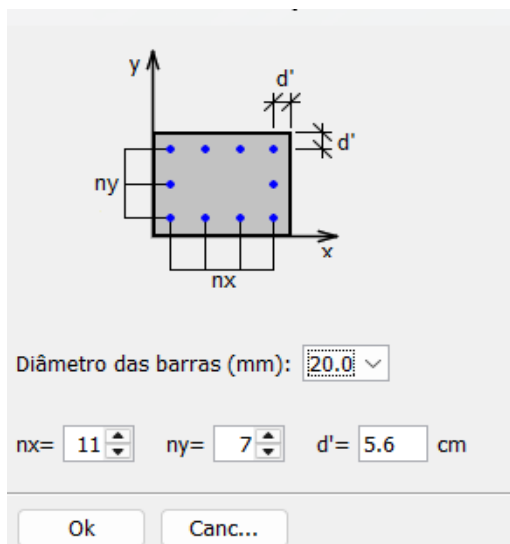 y
d'
d'
ny
x
nx
Diâmetro das barras (mm): 20.0
nx= 11 ny= 7 d'= 5.6 cm
Ok Canc...